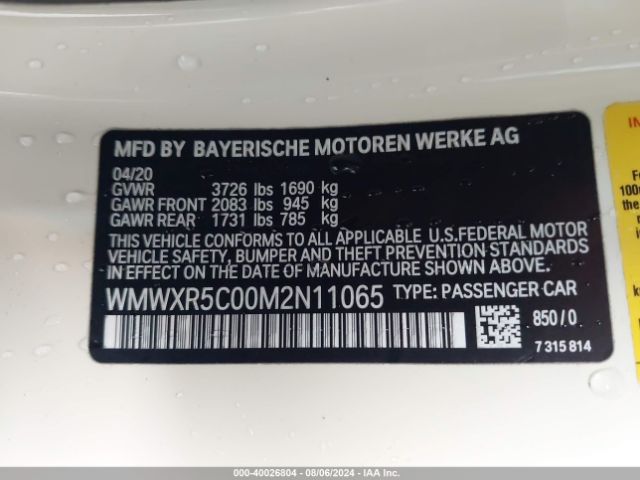 MFD BY BAYERISCHE MOTOREN WERKE AG
04/20
GVWR 3726 lbs 1690 kg
GAWR FRONT 2083 lbs 945 kg
GAWR REAR 1731 lbs 785 kg
THIS VEHICLE CONFORMS TO ALL APPLICABLE U.S.FEDERAL MOTOR
VEHICLE SAFETY, BUMPER AND THEFT PREVENTION STANDARDS
IN EFFECT ON THE DATE OF MANUFACTURE SHOWN ABOVE.
WMWXR5C00M2N11065 TYPE: PASSENGER CAR
850/0
7 315 814
000-40026804 - 08/06/2024 - IAAI.com